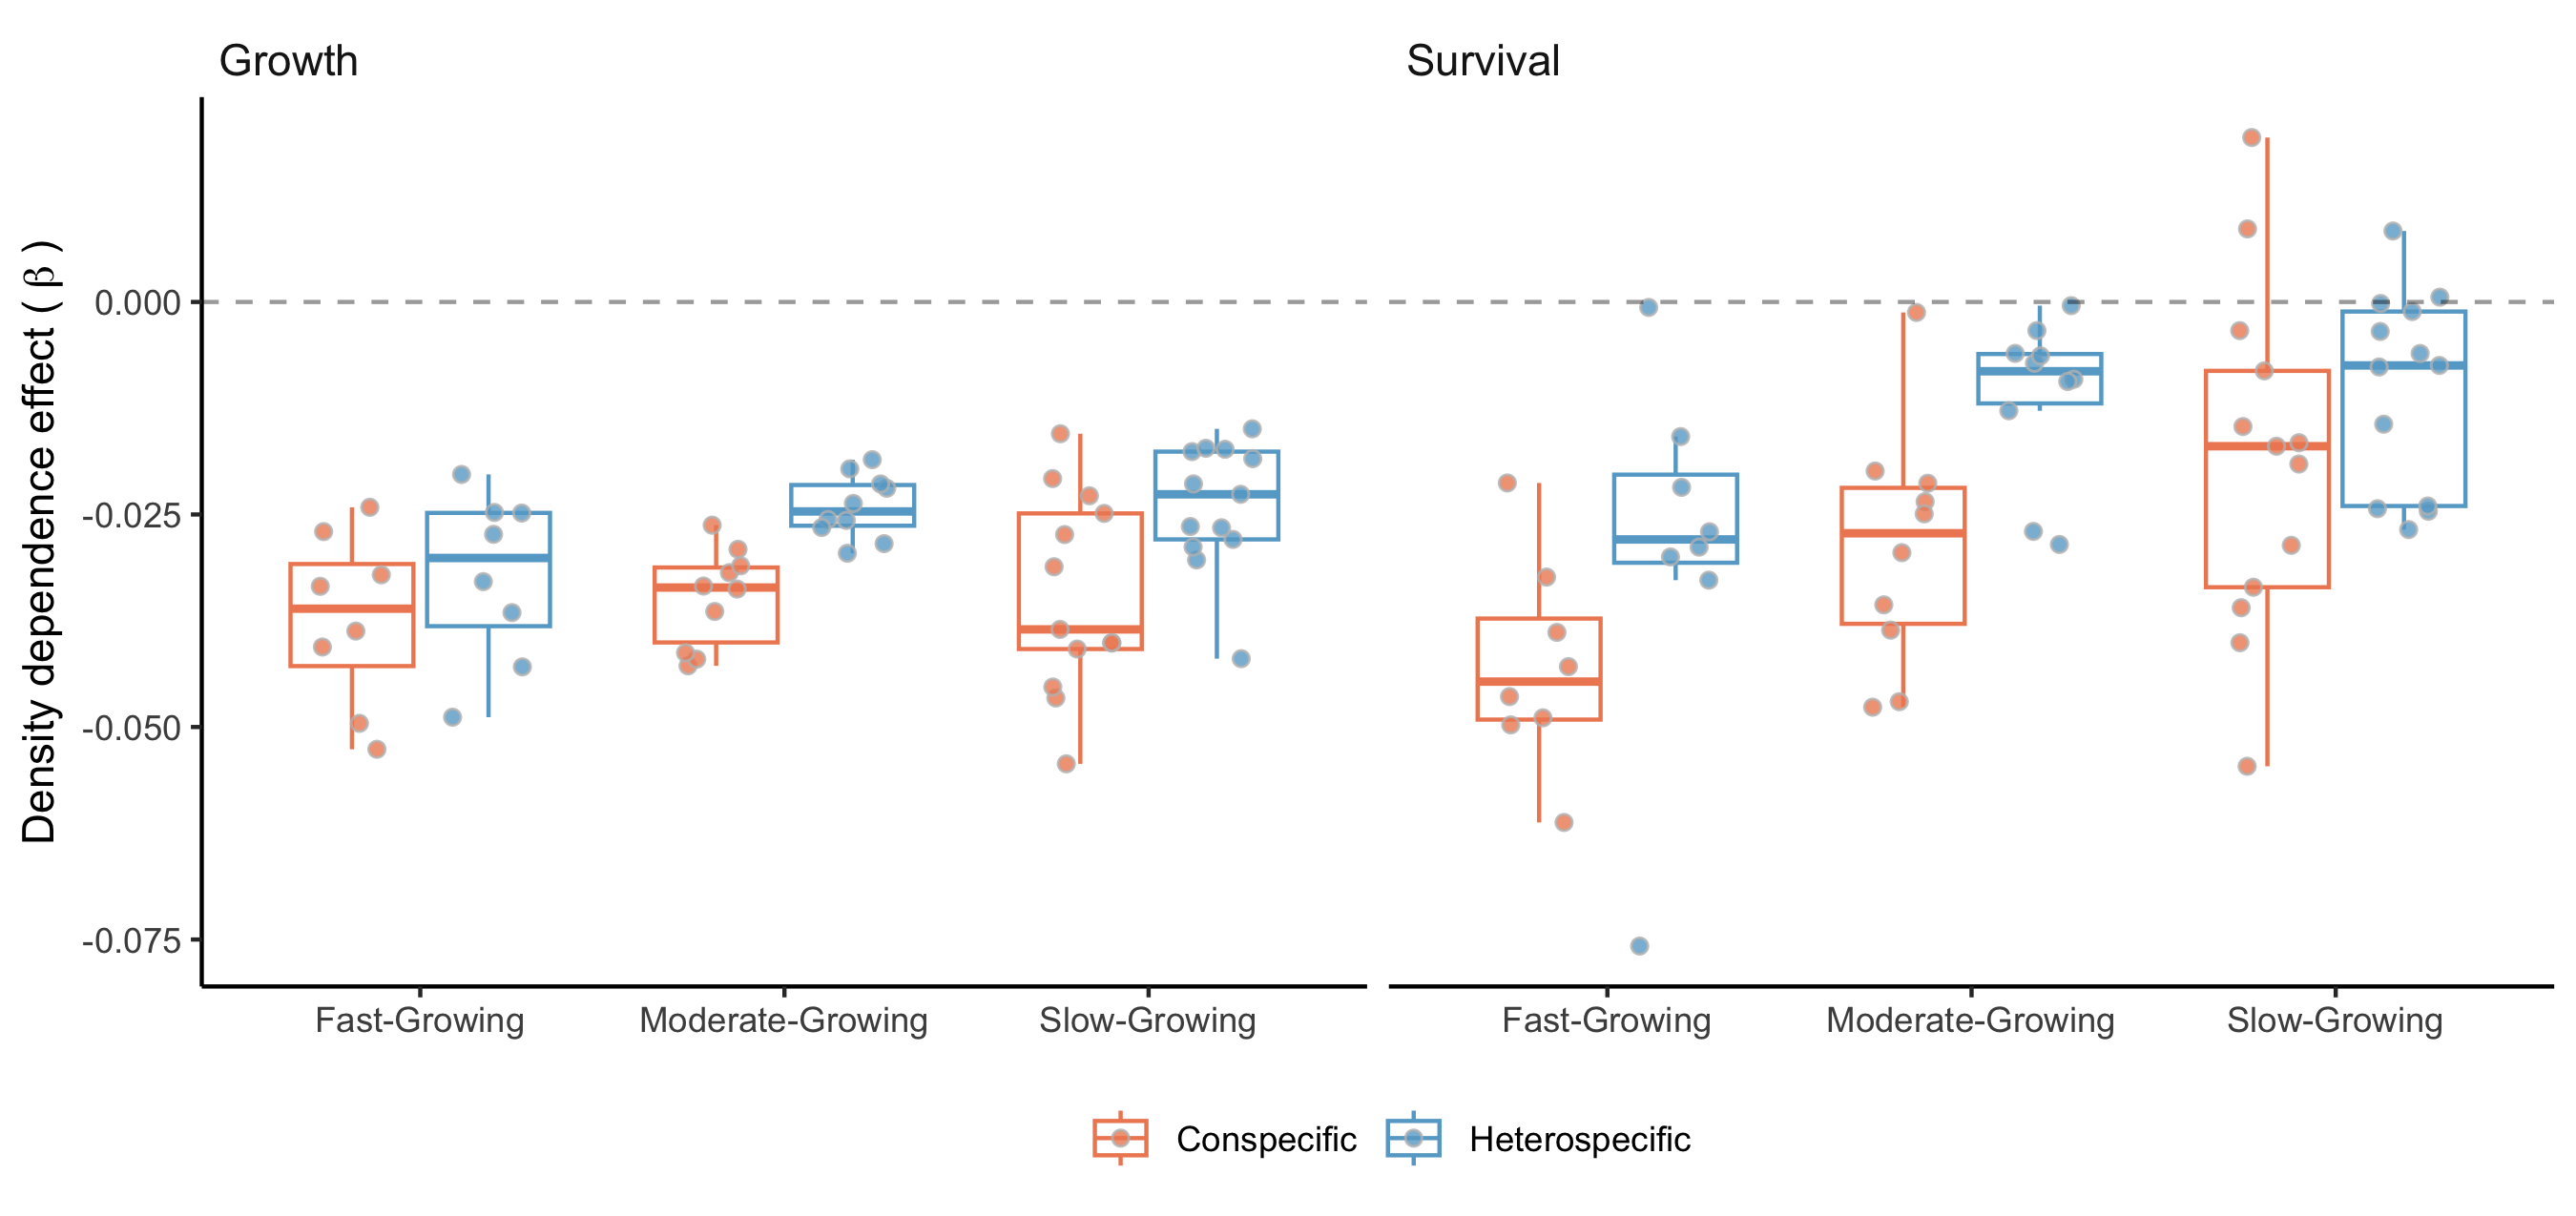 Growth
Survival
Density dependence effect ( β )
0.000
-0.025
-0.050
-0.075
Fast-Growing
Moderate-Growing
Slow-Growing
Fast-Growing
Moderate-Growing
Slow-Growing
Conspecific
Heterospecific